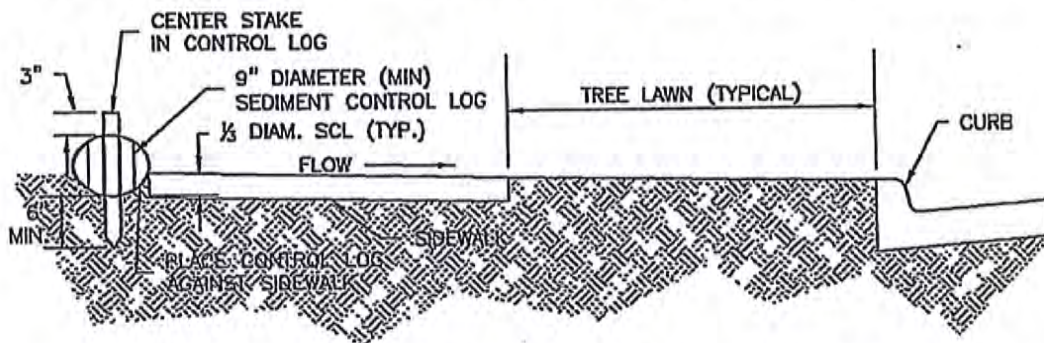 CENTER STAKE
IN CONTROL LOG
3"
9" DIAMETER (MIN)
SEDIMENT CONTROL LOG
⅓ DIAM. SCL (TYP.)
FLOW
TREE LAWN (TYPICAL)
CURB
6"
MIN
SIDEWALK
PLACE CONTROL LOG
AGAINST SIDEWALK